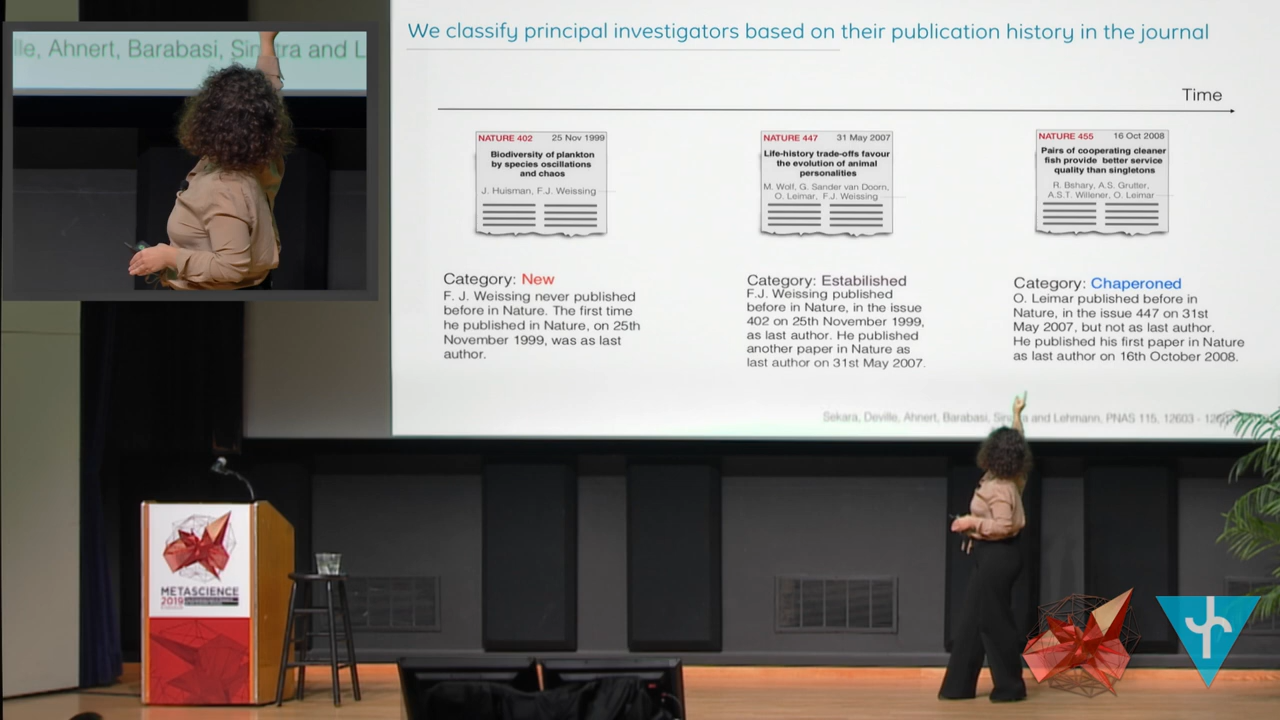 lle, Ahnert, Barabasi, Sin tra and L
We classify principal investigators based on their publication history in the journal
Time
NATURE 402 25 Nov 1999
Biodiversity of plankton
by species oscillations
and chaos
J. Huisman, F.J. Weissing
NATURE 447 31 May 2007
Life-history trade-offs favour
the evolution of animal
personalities
M. Wolf, G. Sander van Doorn,
O. Leimar, F.J. Weissing
NATURE 455 16 Oct 2008
Pairs of cooperating cleaner
fish provide better service
quality than singletons
R. Bshary, A.S. Grutter,
A.S.T. Willener, O. Leimar
Category: New
F. J. Weissing never published
before in Nature. The first time
he published in Nature, on 25th
November 1999, was as last
author.
Category: Estabilished
F.J. Weissing published
before in Nature, in the issue
402 on 25th November 1999,
as last author. He published
another paper in Nature as
last author on 31st May 2007.
Category: Chaperoned
O. Leimar published before in
Nature, in the issue 447 on 31st
May 2007, but not as last author.
He published his first paper in Nature
as last author on 16th October 2008.
Sekara, Deville, Ahnert, Barabasi, and Lehmann, PNAS 115, 12603 -
METASCIENCE
2019